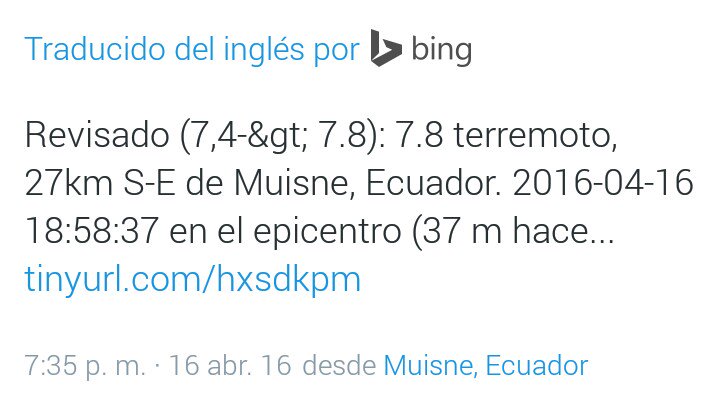 Traducido del inglés por bing
Revisado (7,4-&gt; 7.8): 7.8 terremoto,
27km S-E de Muisne, Ecuador. 2016-04-16
18:58:37 en el epicentro (37 m hace...
tinyurl.com/hxsdkpm
7:35 p. m. · 16 abr. 16 desde Muisne, Ecuador